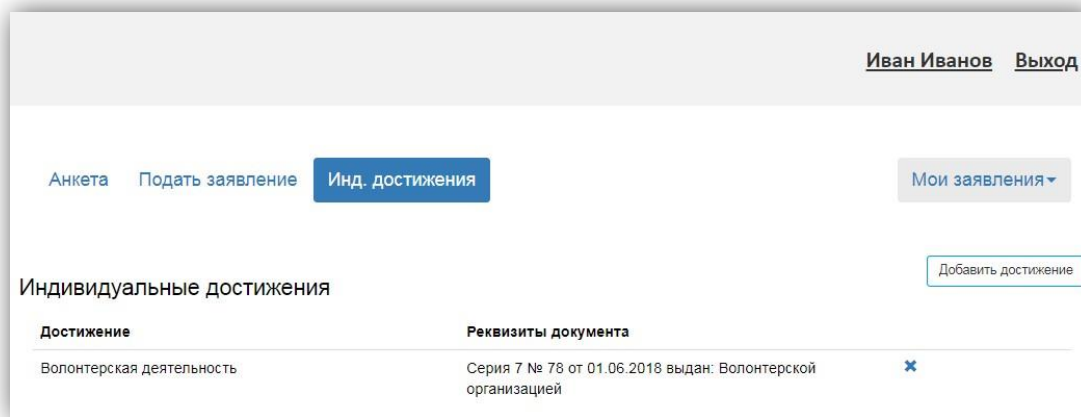 Иван Иванов Выход
Анкета Подать заявление Инд. достижения Мои заявления
Добавить достижение
Индивидуальные достижения
Достижение Реквизиты документа
Волонтерская деятельность Серия 7 № 78 от 01.06.2018 выдан: Волонтерской
организацией